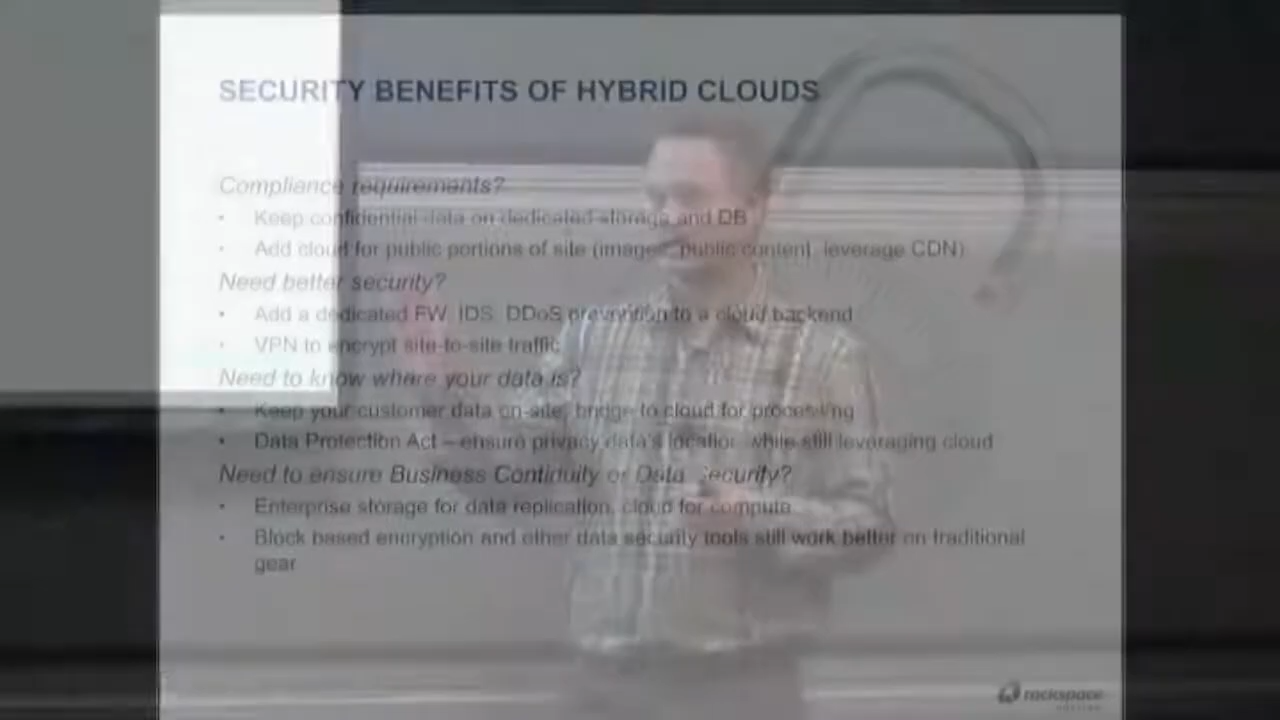 SECURITY BENEFITS OF HYBRID CLOUDS
Compliance requirements?
• Keep confidential data on dedicated storage and DB
• Add cloud for public portions of site (images, public content, leverage CDN)
Need better security?
• Add a dedicated FW, IDS, DDoS prevention to a cloud backend
• VPN to encrypt site-to-site traffic
Need to know where your data is?
• Keep your customer data on-site, bridge to cloud for processing
• Data Protection Act – ensure privacy data's location while still leveraging cloud
Need to ensure Business Continuity or Data Security?
• Enterprise storage for data replication, cloud for compute
• Block based encryption and other data security tools still work better on traditional
gear
rackspace
HOSTING